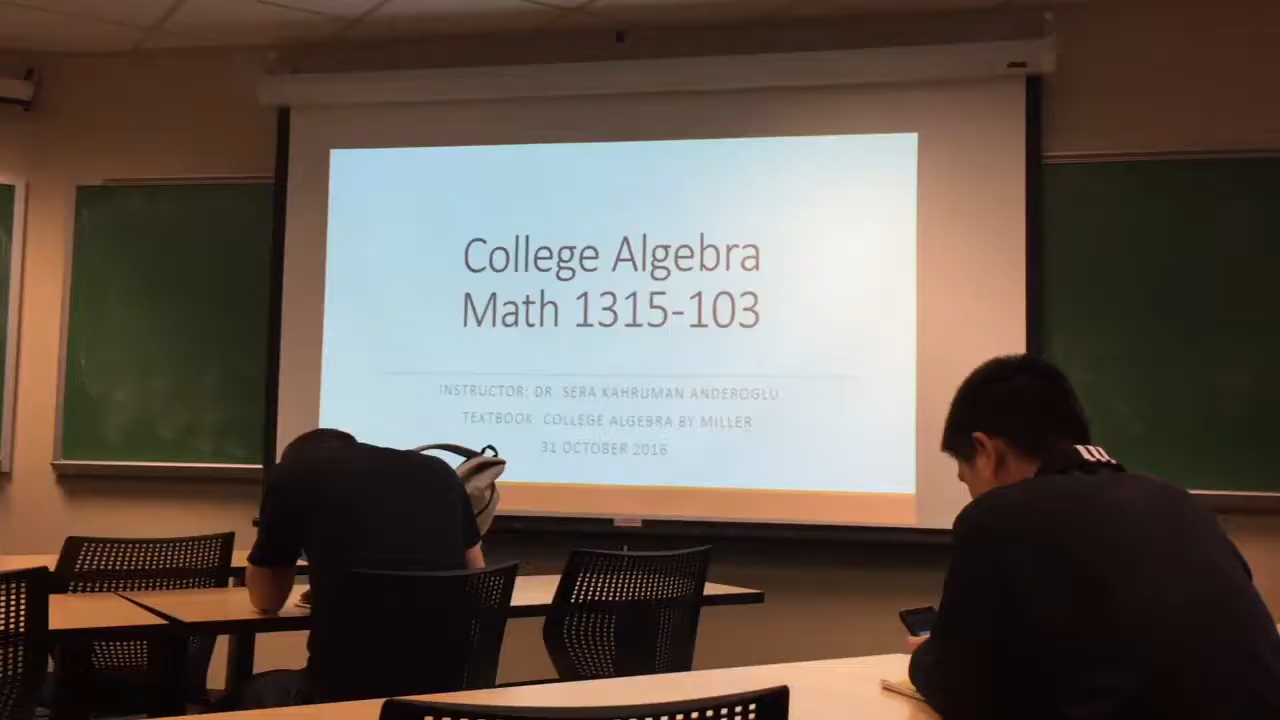 College Algebra
Math 1315-103
INSTRUCTOR: DR. SERA KAHRUMAN ANDEROGLU
TEXTBOOK: COLLEGE ALGEBRA BY MILLER
31 OCTOBER 2016